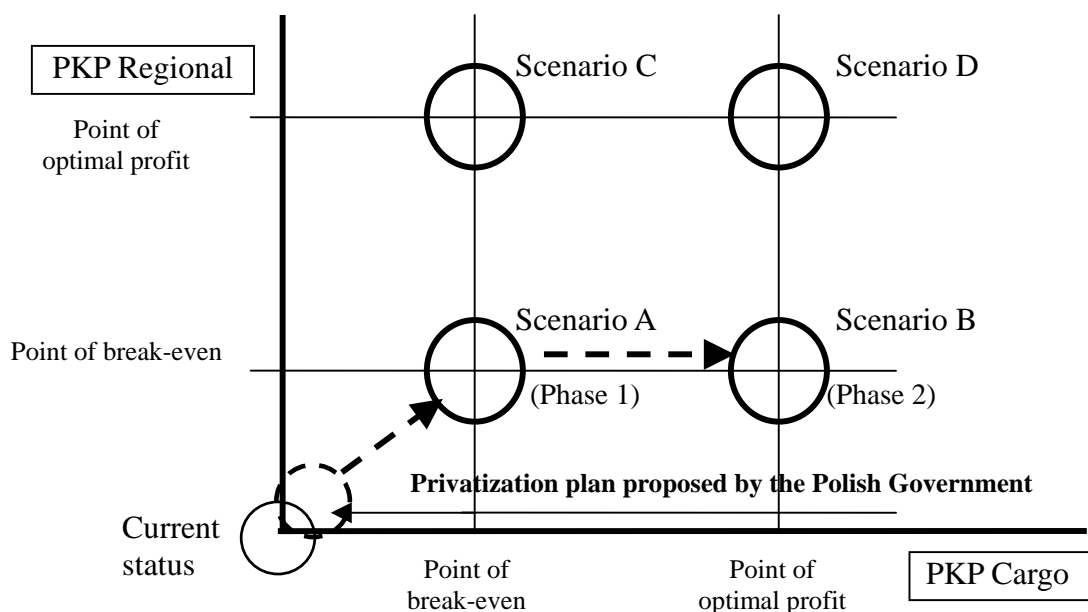 PKP Regional
Scenario C
Scenario D
Point of
optimal profit
Scenario A
Scenario B
Point of break-even
(Phase 1)
(Phase 2)
Privatization plan proposed by the Polish Government
Current
status
Point of
break-even
Point of
optimal profit
PKP Cargo